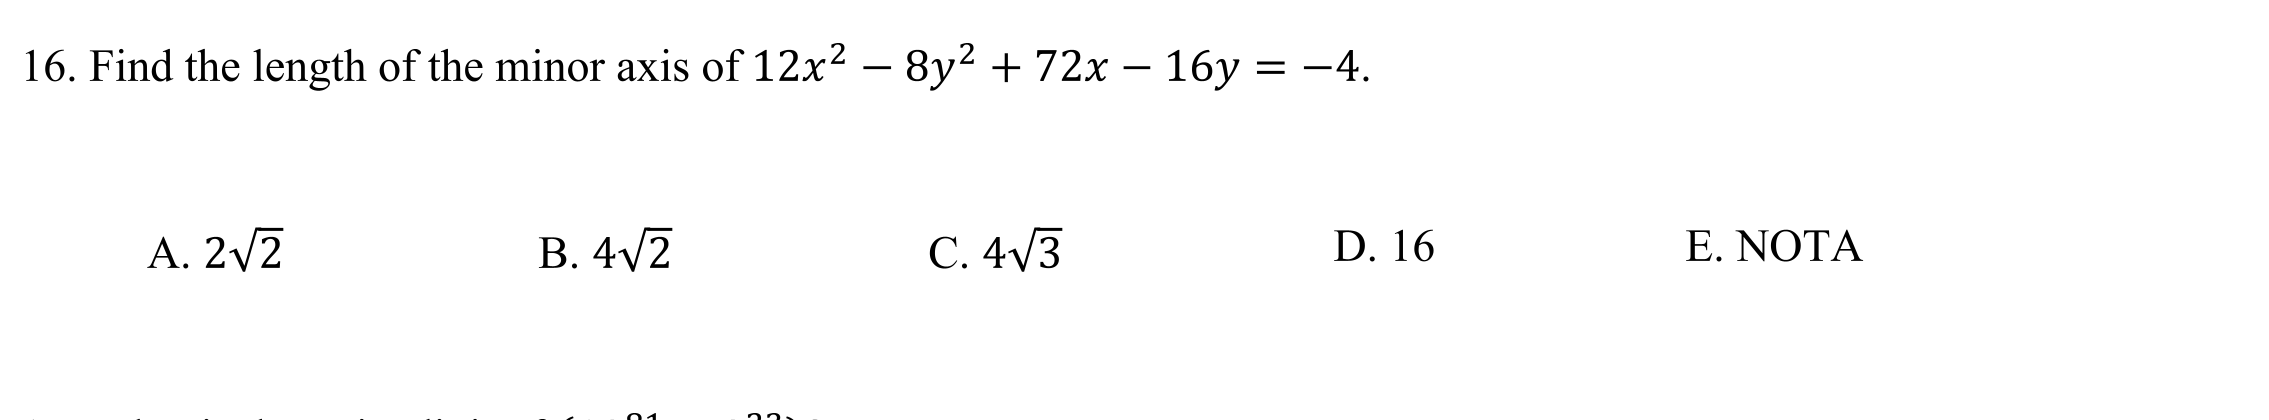 16. Find the length of the minor axis of 12x² − 8y² + 72x − 16y = −4.
A. 2√2 B. 4√2 C. 4√3 D. 16 E. NOTA